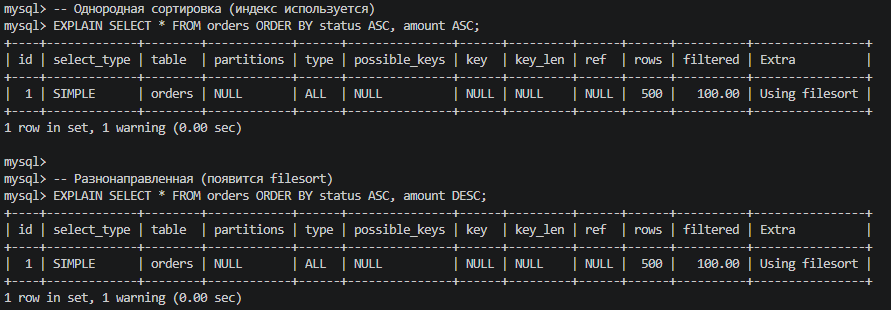 mysql> -- Однородная сортировка (индекс используется)
mysql> EXPLAIN SELECT * FROM orders ORDER BY status ASC, amount ASC;
+----+-------------+--------+------------+------+---------------+------+---------+------+------+----------+----------------+
| id | select_type | table  | partitions | type | possible_keys | key  | key_len | ref  | rows | filtered | Extra          |
+----+-------------+--------+------------+------+---------------+------+---------+------+------+----------+----------------+
|  1 | SIMPLE      | orders | NULL       | ALL  | NULL          | NULL | NULL    | NULL |  500 |   100.00 | Using filesort |
+----+-------------+--------+------------+------+---------------+------+---------+------+------+----------+----------------+
1 row in set, 1 warning (0.00 sec)

mysql>
mysql> -- Разнонаправленная (появится filesort)
mysql> EXPLAIN SELECT * FROM orders ORDER BY status ASC, amount DESC;
+----+-------------+--------+------------+------+---------------+------+---------+------+------+----------+----------------+
| id | select_type | table  | partitions | type | possible_keys | key  | key_len | ref  | rows | filtered | Extra          |
+----+-------------+--------+------------+------+---------------+------+---------+------+------+----------+----------------+
|  1 | SIMPLE      | orders | NULL       | ALL  | NULL          | NULL | NULL    | NULL |  500 |   100.00 | Using filesort |
+----+-------------+--------+------------+------+---------------+------+---------+------+------+----------+----------------+
1 row in set, 1 warning (0.00 sec)